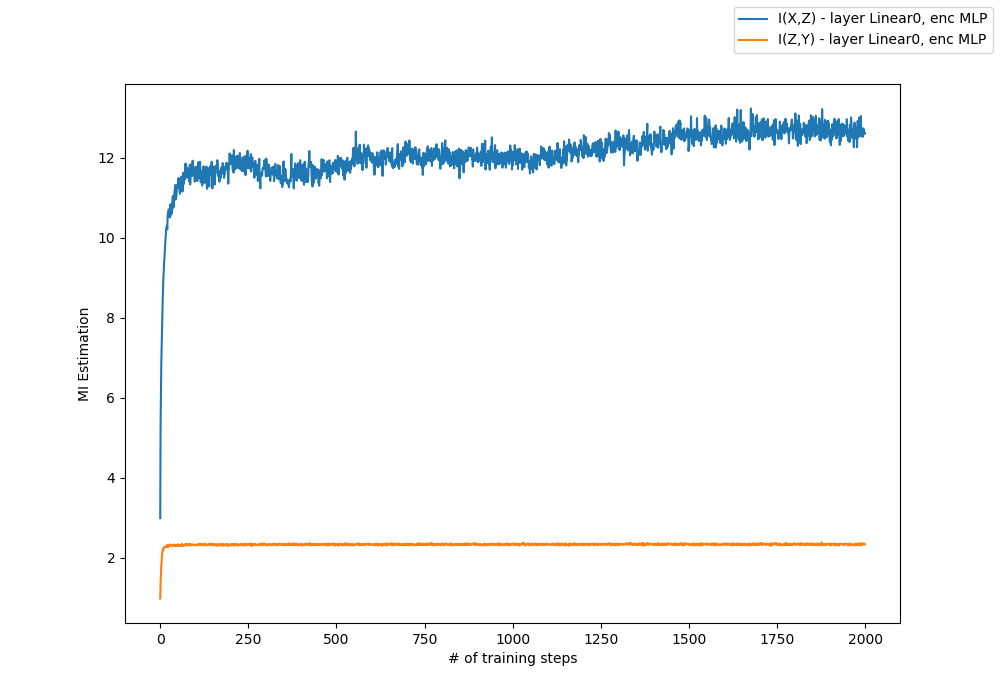 I(X,Z) - layer Linear0, enc MLP
I(Z,Y) - layer Linear0, enc MLP
12
10
8
6
4
2
MI Estimation
0 250 500 750 1000 1250 1500 1750 2000
# of training steps